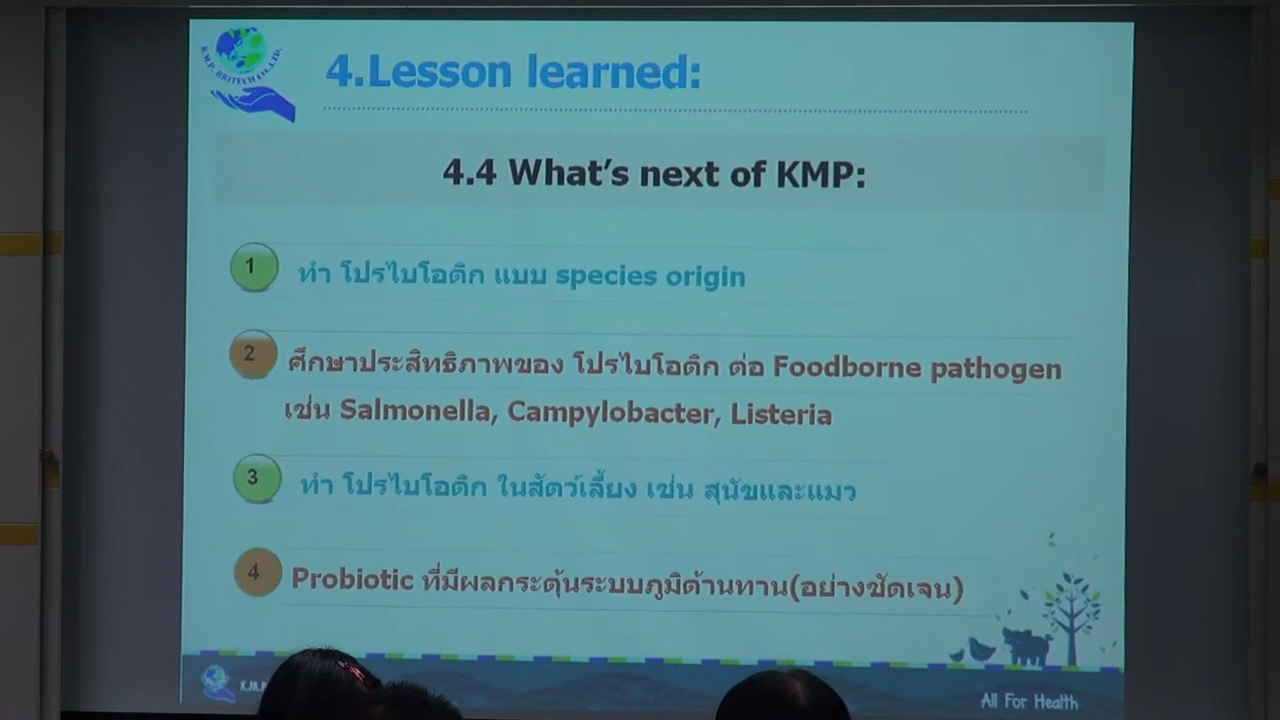 K.M.P. BIOTECH CO.,LTD.
4.Lesson learned:
4.4 What's next of KMP:
1 ทำ โปรไบโอติก แบบ species origin
2 ศึกษาประสิทธิภาพของ โปรไบโอติก ต่อ Foodborne pathogen
เช่น Salmonella, Campylobacter, Listeria
3 ทำ โปรไบโอติก ในสัตว์เลี้ยง เช่น สุนัขและแมว
4 Probiotic ที่มีผลกระตุ้นระบบภูมิต้านทาน(อย่างชัดเจน)
All For Health